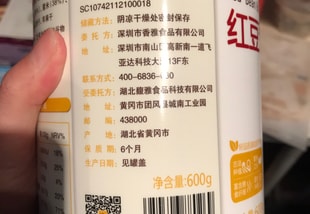 SC10742112100018
储藏方法: 阴凉干燥处密封保存
委 托 方: 深圳市香雅食品有限公司
地 址: 深圳市南山区高新南一道飞
亚达科技大厦13F东
联系方式: 400-6836-430
受委托方: 湖北馥雅食品科技有限公司
地 址: 黄冈市团风县城南工业园
邮 编: 438000
产 地: 湖北省黄冈市
保 质 期: 6个月
生产日期: 见罐盖
净含量:600g
红豆
NRV%